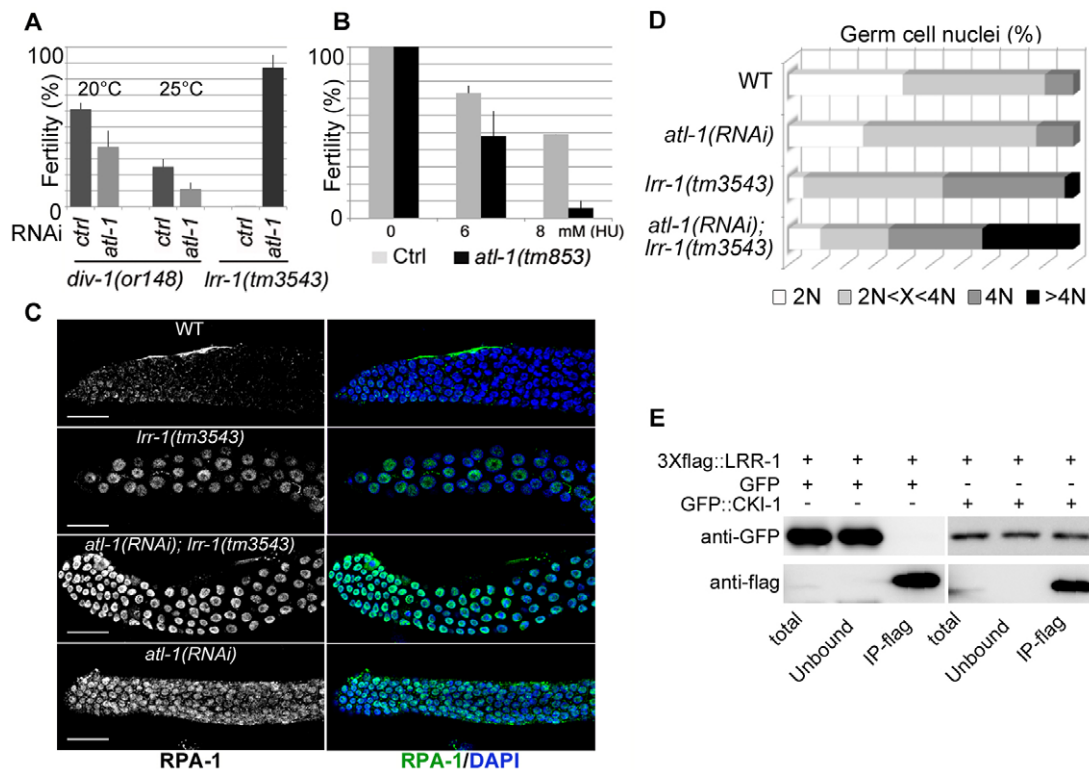 A
Fertility (%)
100
0
20°C
25°C
RNAi
ctrl
atl-1
ctrl
atl-1
ctrl
atl-1
div-1(or148)
lrr-1(tm3543)
B
Fertility (%)
100
0
0
6
8
mM (HU)
Ctrl
atl-1(tm853)
C
WT
lrr-1(tm3543)
atl-1(RNAi); lrr-1(tm3543)
atl-1(RNAi)
RPA-1
RPA-1/DAPI
D
Germ cell nuclei (%)
WT
atl-1(RNAi)
lrr-1(tm3543)
atl-1(RNAi);
lrr-1(tm3543)
2N
2N<X<4N
4N
>4N
E
3Xflag::LRR-1 + + + + + +
GFP + + + - - -
GFP::CKI-1 - - - + + +
anti-GFP
anti-flag
total
Unbound
IP-flag
total
Unbound
IP-flag